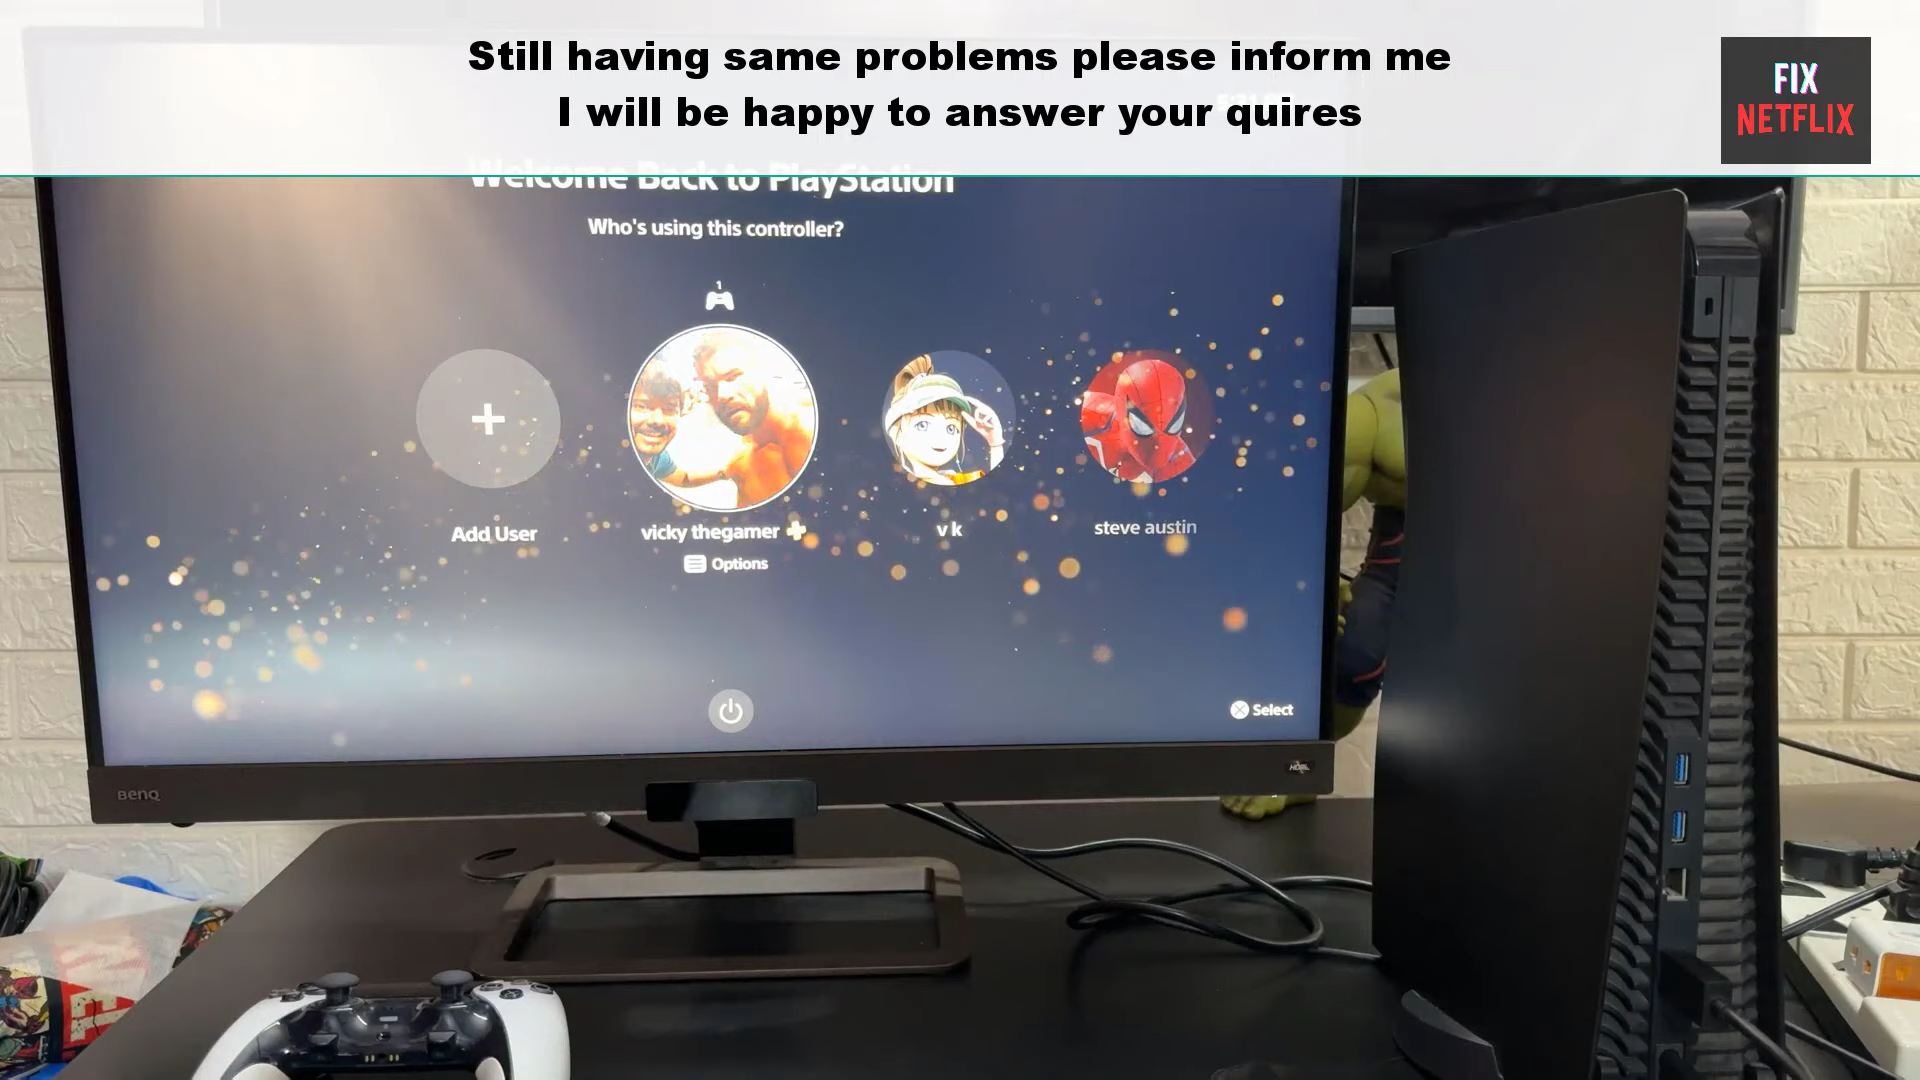 Still having same problems please inform me
I will be happy to answer your quires
FIX
NETFLIX
Welcome Back to PlayStation
Who's using this controller?
1
Add User
vicky thegamer
v k
steve austin
Options
Select
BenQ